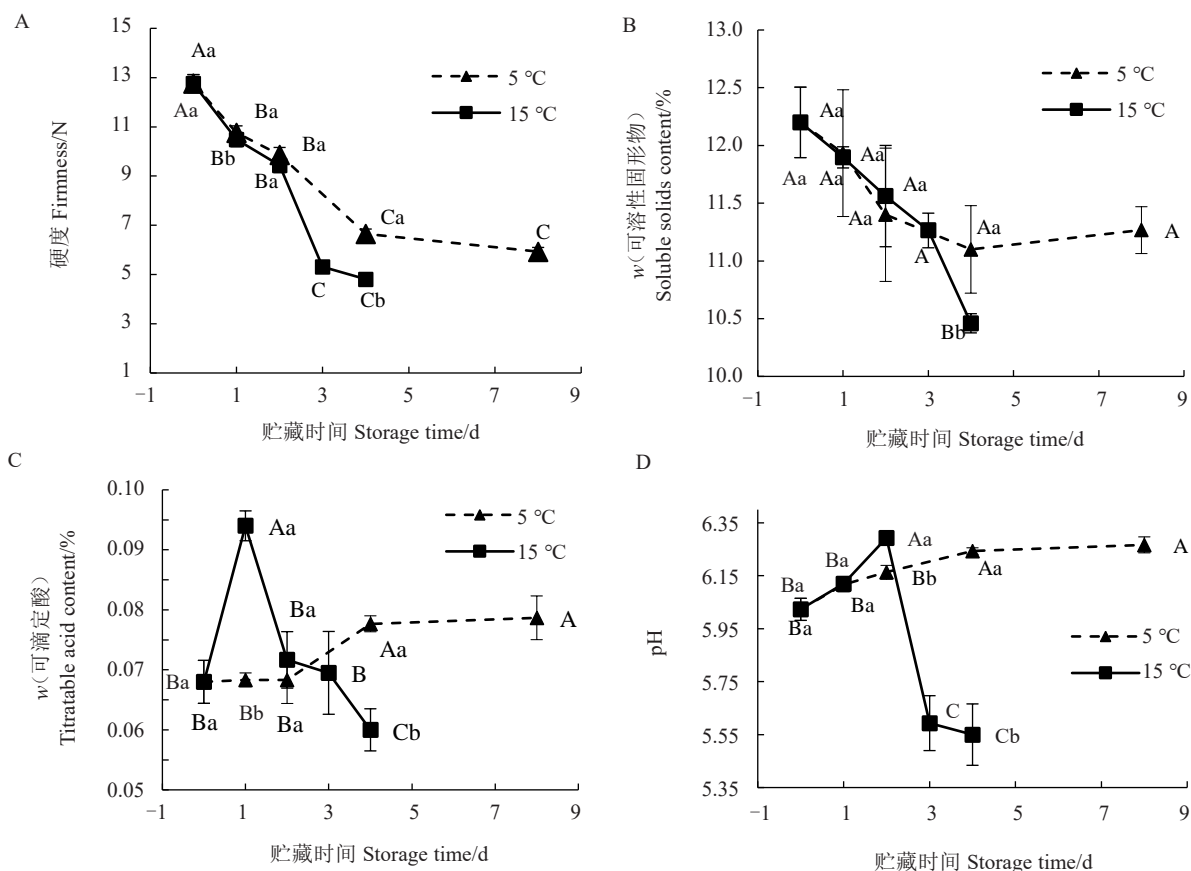 A
15
13
11
9
7
5
3
1
−1
1
3
5
7
9
硬度 Firmness/N
贮藏时间 Storage time/d
5 ℃
15 ℃
Aa
Aa
Ba
Bb
Ba
Ba
Ca
C
Cb
C
B
13.0
12.5
12.0
11.5
11.0
10.5
10.0
−1
1
3
5
7
9
w(可溶性固形物)
Soluble solids content/%
贮藏时间 Storage time/d
5 ℃
15 ℃
Aa
Aa
Aa
Aa
Aa
Aa
Aa
A
Aa
Bb
A
C
0.10
0.09
0.08
0.07
0.06
0.05
−1
1
3
5
7
9
w(可滴定酸)
Titratable acid content/%
贮藏时间 Storage time/d
5 ℃
15 ℃
Aa
Ba
Ba
Ba
Bb
Ba
B
Aa
Cb
A
D
6.35
6.15
5.95
5.75
5.55
5.35
−1
1
3
5
7
9
pH
贮藏时间 Storage time/d
5 ℃
15 ℃
Ba
Ba
Ba
Ba
Aa
Bb
Aa
A
C
Cb